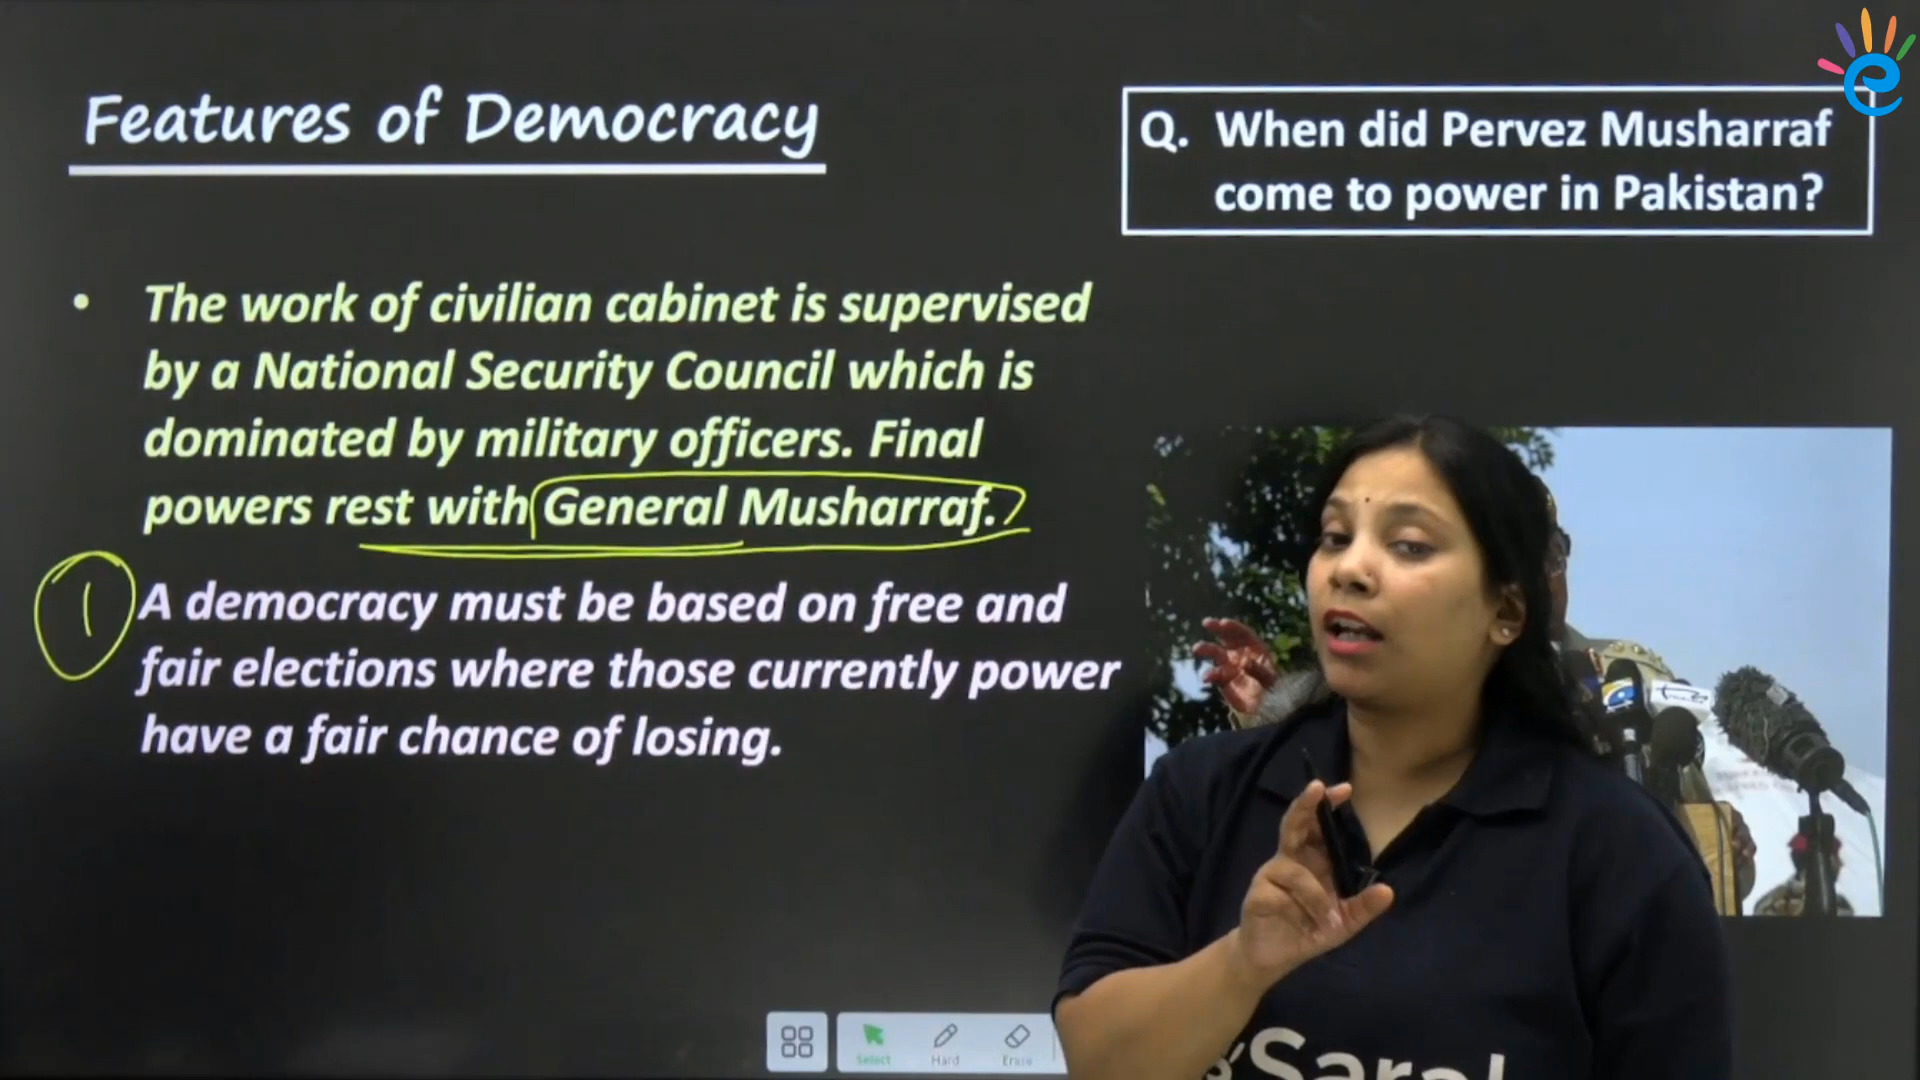 Features of Democracy
Q. When did Pervez Musharraf
come to power in Pakistan?
• The work of civilian cabinet is supervised
by a National Security Council which is
dominated by military officers. Final
powers rest with General Musharraf.
1 A democracy must be based on free and
fair elections where those currently power
have a fair chance of losing.
Select
Hard
Erase
e